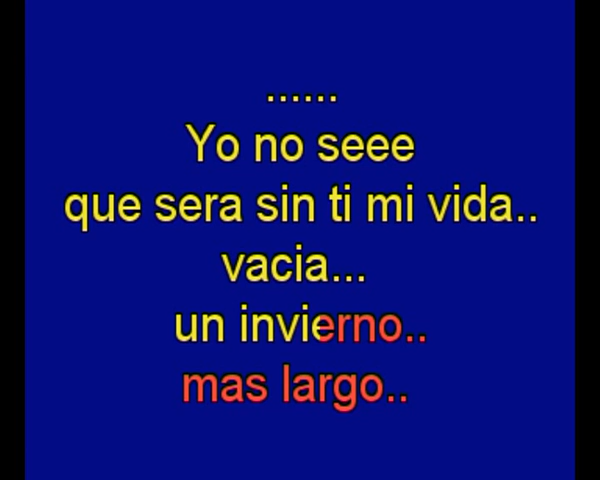 ......
Yo no seee
que sera sin ti mi vida..
vacia...
un invierno..
mas largo..